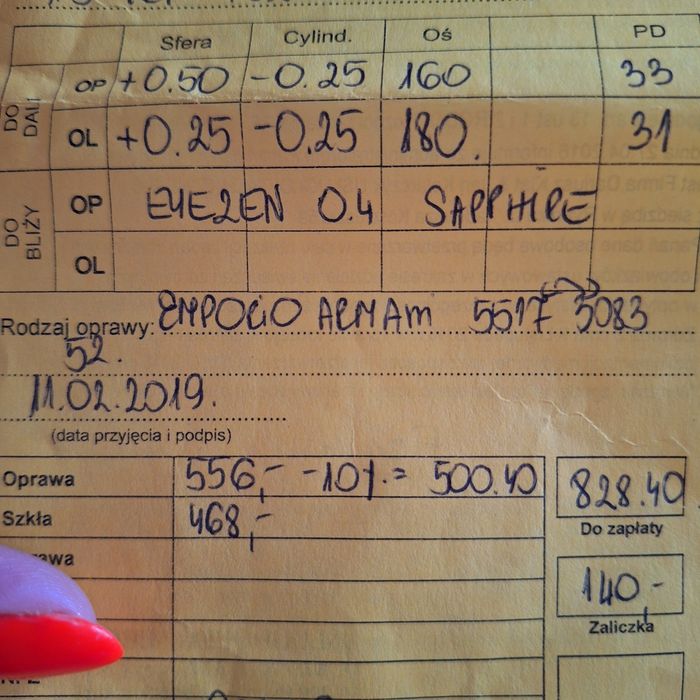 Sfera Cylind. Oś PD
DO DALI OP +0.50 -0.25 160 33
OL +0.25 -0.25 180. 31
DO BLIŻY OP EYEZEN 0.4 SAPPHIRE
OL
Rodzaj oprawy: EMPORIO ARMANI 5517 3083
52.
11.02.2019.
(data przyjęcia i podpis)
Oprawa 556,- -10%= 500.40 828.40
Szkła 468,- Do zapłaty
140,-
Zaliczka